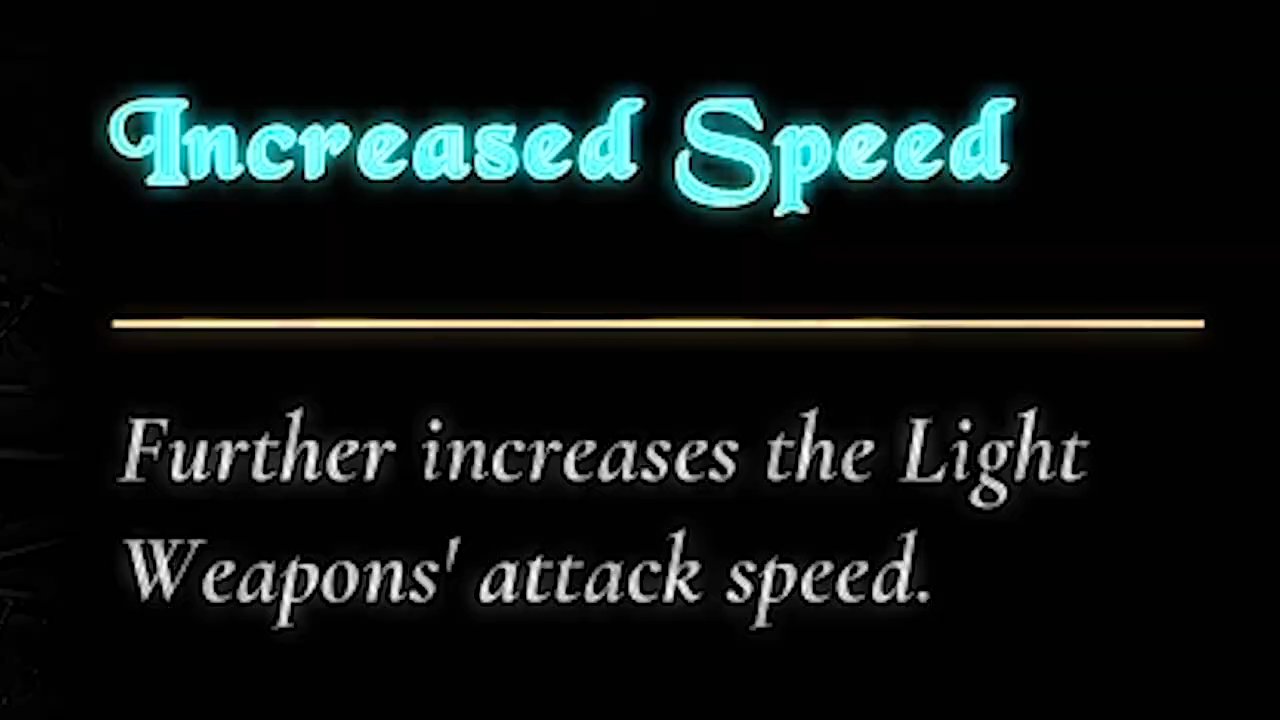 Increased Speed
Further increases the Light
Weapons' attack speed.